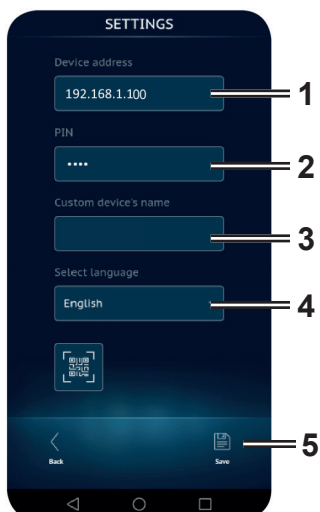 SETTINGS
Device address
192.168.1.100
1
PIN
••••
2
Custom device's name
3
Select language
English
4
Back
Save
5